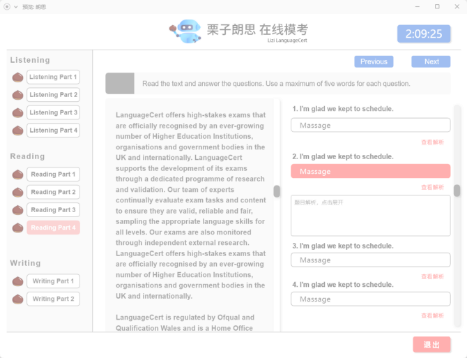 栗子朗思 在线模考
Lizi LanguageCert
2:09:25
Previous
Next
Read the text and answer the questions. Use a maximum of five words for each question.
Listening
Listening Part 1
Listening Part 2
Listening Part 3
Listening Part 4
Reading
Reading Part 1
Reading Part 2
Reading Part 3
Reading Part 4
Writing
Writing Part 1
Writing Part 2
LanguageCert offers high-stakes exams that
are officially recognised by an ever-growing
number of Higher Education Institutions,
organisations and government bodies in the
UK and internationally. LanguageCert
supports the development of its exams
through a dedicated programme of research
and validation. Our team of experts
continually evaluate exam tasks and content
to ensure they are valid, reliable and fair,
sampling the appropriate language skills for
all levels. Our exams are also monitored
through independent external research.
LanguageCert offers high-stakes exams that
are officially recognised by an ever-growing
number of Higher Education Institutions,
organisations and government bodies in the
UK and internationally.
LanguageCert is regulated by Ofqual and
Qualification Wales and is a Home Office
1. I'm glad we kept to schedule.
Massage
查看解析
2. I'm glad we kept to schedule.
Massage
查看解析
3. I'm glad we kept to schedule.
Massage
查看解析
4. I'm glad we kept to schedule.
Massage
查看解析
退出